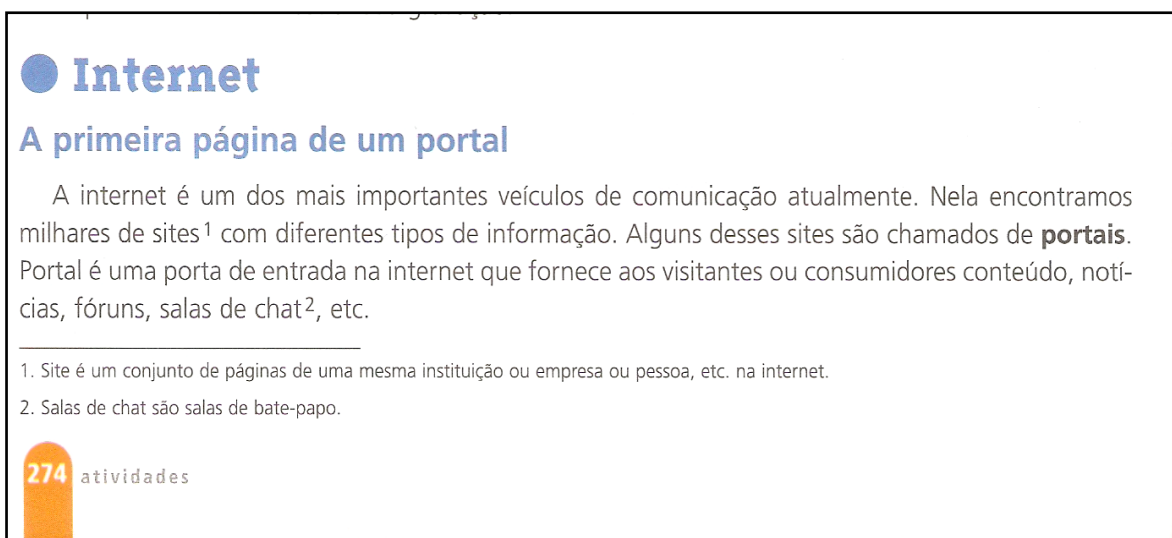 Internet
A primeira página de um portal
A internet é um dos mais importantes veículos de comunicação atualmente. Nela encontramos
milhares de sites¹ com diferentes tipos de informação. Alguns desses sites são chamados de portais.
Portal é uma porta de entrada na internet que fornece aos visitantes ou consumidores conteúdo, notí-
cias, fóruns, salas de chat², etc.
1. Site é um conjunto de páginas de uma mesma instituição ou empresa ou pessoa, etc. na internet.
2. Salas de chat são salas de bate-papo.
274 atividades